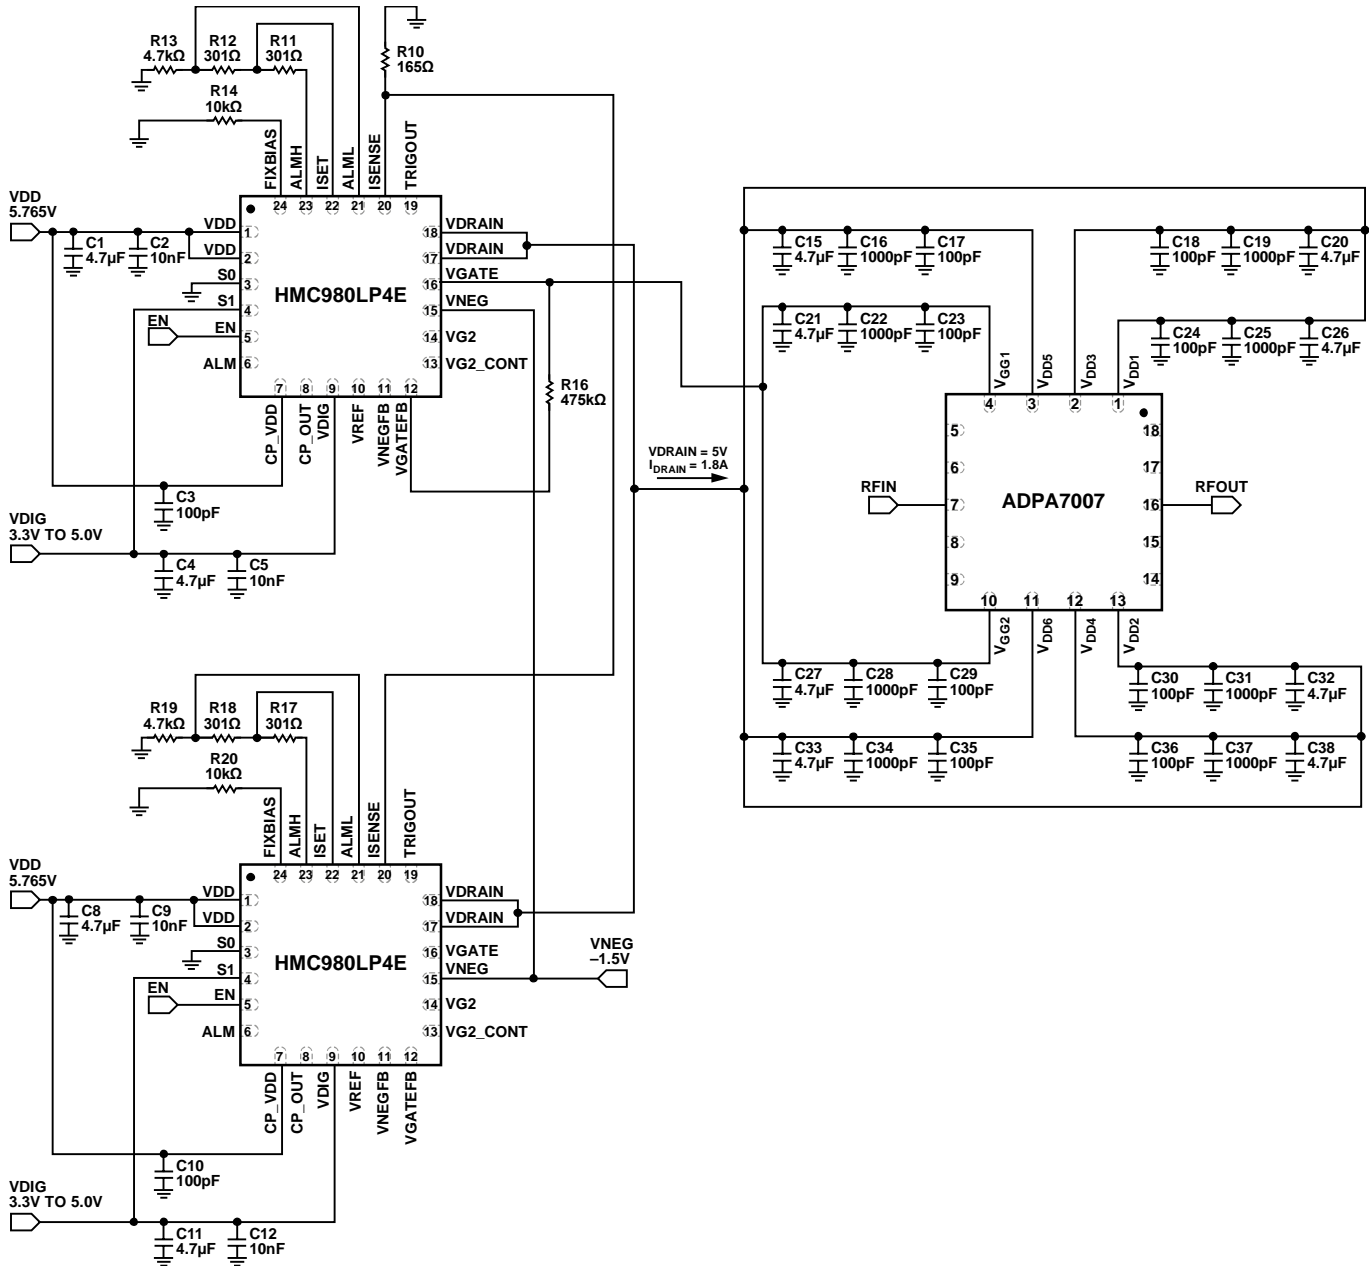 R13
4.7kΩ
R12
301Ω
R11
301Ω
R10
165Ω
R14
10kΩ
FIXBIAS
ALMH
ISET
ALML
ISENSE
TRIGOUT
24
23
22
21
20
19
VDD
5.765V
C1
4.7µF
C2
10nF
VDD
1
VDD
2
S0
3
S1
4
EN
EN
5
ALM
6
HMC980LP4E
18
VDRAIN
17
VDRAIN
16
VGATE
15
VNEG
14
VG2
13
VG2_CONT
7
8
9
10
11
12
CP_VDD
CP_OUT
VDIG
VREF
VNEGFB
VGATEFB
R16
475kΩ
C3
100pF
VDIG
3.3V TO 5.0V
C4
4.7µF
C5
10nF
C15
4.7µF
C16
1000pF
C17
100pF
C18
100pF
C19
1000pF
C20
4.7µF
C21
4.7µF
C22
1000pF
C23
100pF
C24
100pF
C25
1000pF
C26
4.7µF
VGG1
VDD5
VDD3
VDD1
4
3
2
1
5
6
7
8
9
18
17
16
15
14
RFIN
ADPA7007
RFOUT
VDRAIN = 5V
IDRAIN = 1.8A
10
11
12
13
VGG2
VDD6
VDD4
VDD2
C27
4.7µF
C28
1000pF
C29
100pF
C30
100pF
C31
1000pF
C32
4.7µF
C33
4.7µF
C34
1000pF
C35
100pF
C36
100pF
C37
1000pF
C38
4.7µF
R19
4.7kΩ
R18
301Ω
R17
301Ω
R20
10kΩ
FIXBIAS
ALMH
ISET
ALML
ISENSE
TRIGOUT
24
23
22
21
20
19
VDD
5.765V
C8
4.7µF
C9
10nF
VDD
1
VDD
2
S0
3
S1
4
EN
EN
5
ALM
6
HMC980LP4E
18
VDRAIN
17
VDRAIN
16
VGATE
15
VNEG
14
VG2
13
VG2_CONT
VNEG
–1.5V
7
8
9
10
11
12
CP_VDD
CP_OUT
VDIG
VREF
VNEGFB
VGATEFB
C10
100pF
VDIG
3.3V TO 5.0V
C11
4.7µF
C12
10nF